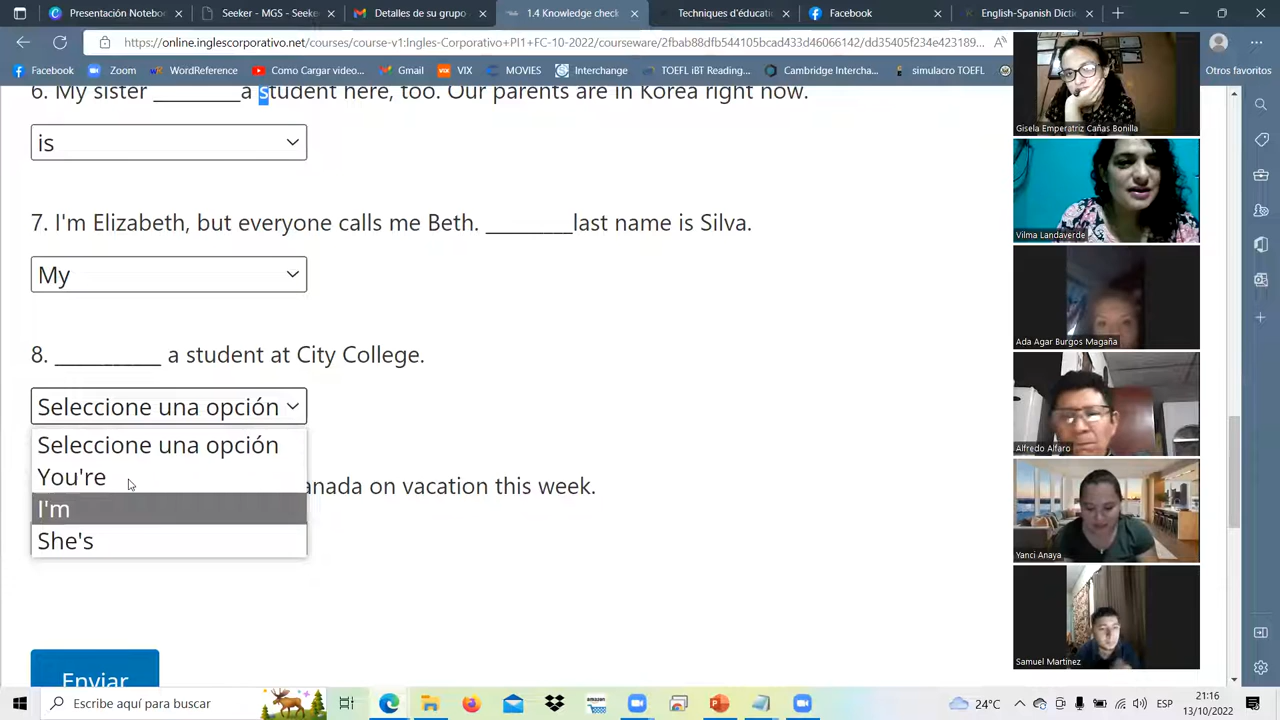 Presentación Notebo
Seeker - MGS - Seeke
Detalles de su grupo
1.4 Knowledge check
Techniques d'éducati
Facebook
English-Spanish Dicti
https://online.inglescorporativo.net/courses/course-v1:Ingles-Corporativo+PI1+FC-10-2022/courseware/2fbab88dfb544105bcad433d46066142/dd35405f234e423189...
Facebook
Zoom
WordReference
Como Cargar video...
Gmail
VIX
MOVIES
Interchange
TOEFL iBT Reading...
Cambridge Intercha...
simulacro TOEFL
Otros favoritos
6. My sister ________a student here, too. Our parents are in Korea right now.
is
7. I'm Elizabeth, but everyone calls me Beth. ________last name is Silva.
My
8. __________ a student at City College.
Seleccione una opción
Seleccione una opción
You're
I'm
She's
anada on vacation this week.
Enviar
Gisela Emperatriz Cañas Bonilla
Vilma Landaverde
Ada Agar Burgos Magaña
Alfredo Alfaro
Yanci Anaya
Samuel Martinez
Escribe aquí para buscar
24°C
ESP
21:16
13/10/2022